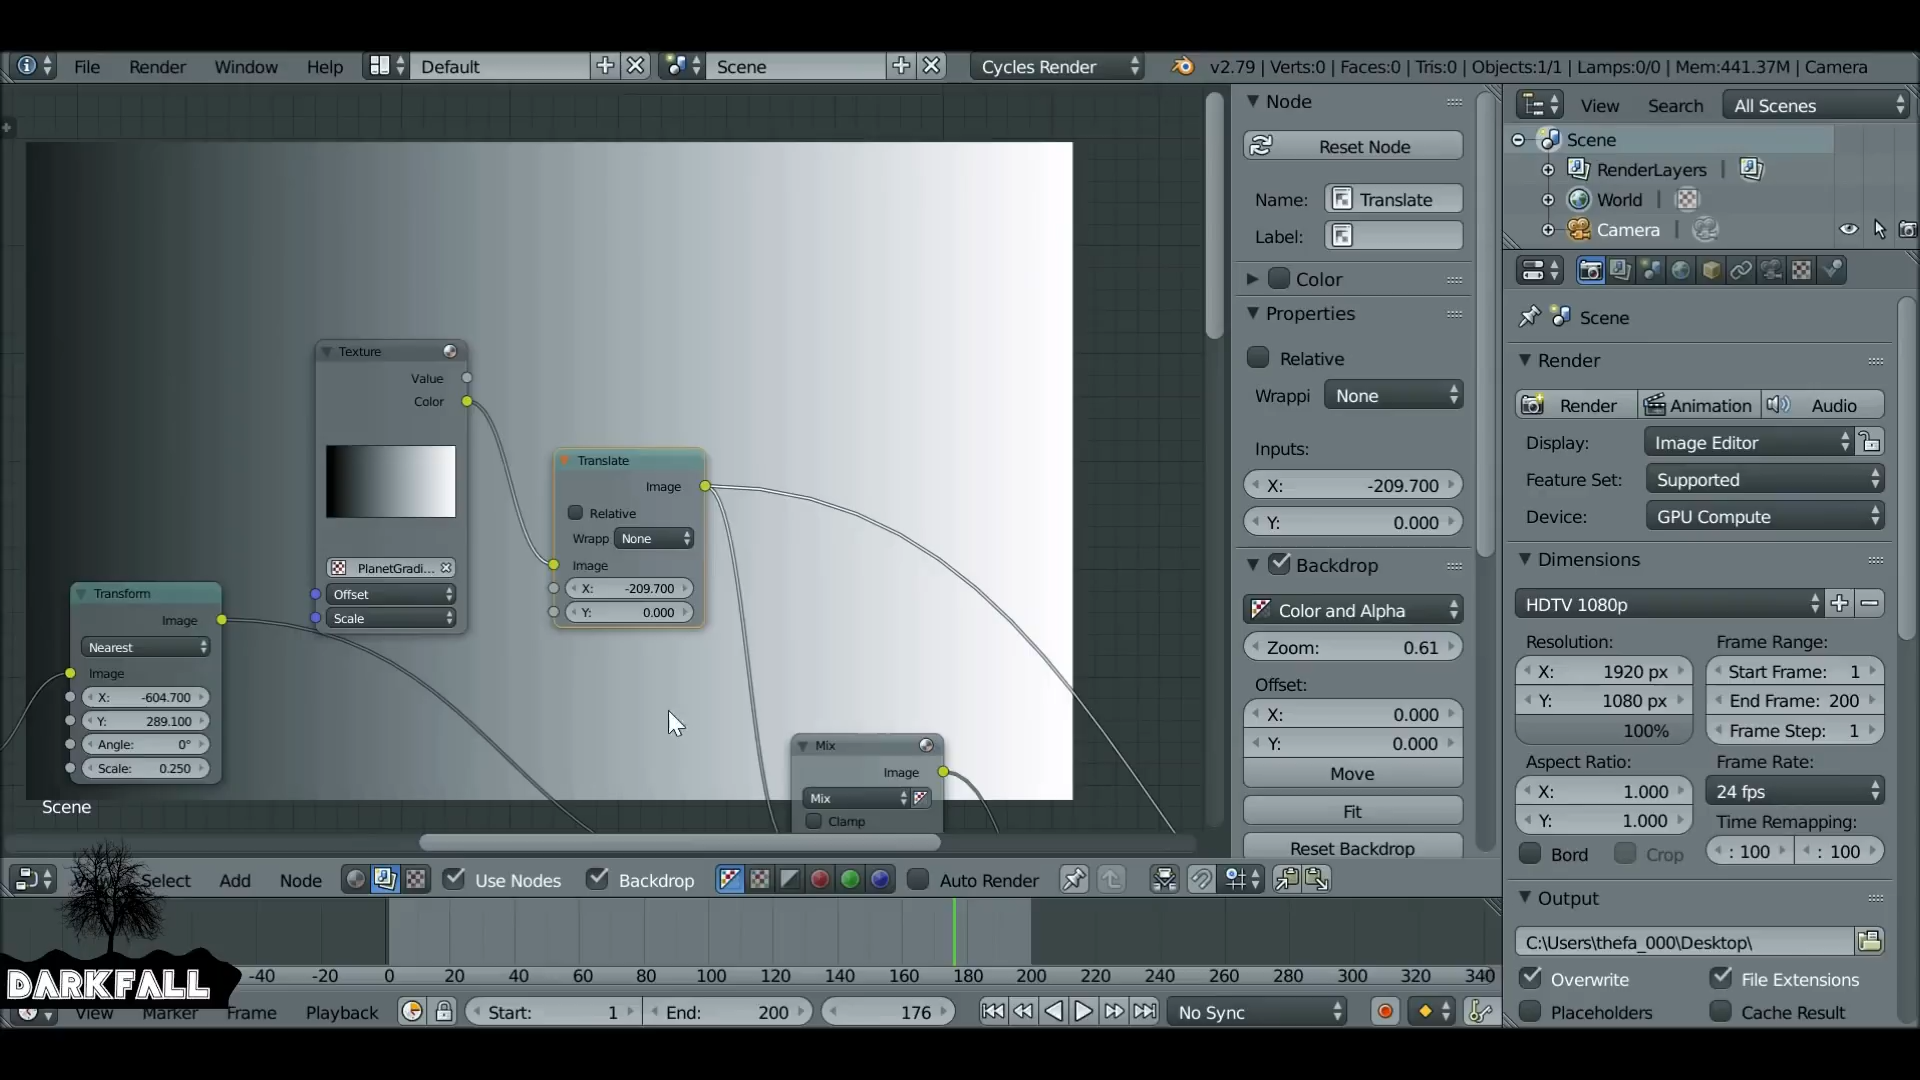 File Render Window Help Default Scene Cycles Render v2.79 | Verts:0 | Faces:0 | Tris:0 | Objects:1/1 | Lamps:0/0 | Mem:441.37M | Camera
Texture
Value
Color
PlanetGradi...
Offset
Scale
Translate
Image
Relative
Wrapp None
Image
X: -209.700
Y: 0.000
Transform
Image
Nearest
Image
X: -604.700
Y: 289.100
Angle: 0°
Scale: 0.250
Mix
Image
Mix
Clamp
Scene
Node
Reset Node
Name: Translate
Label:
Color
Properties
Relative
Wrappi None
Inputs:
X: -209.700
Y: 0.000
Backdrop
Color and Alpha
Zoom: 0.61
Offset:
X: 0.000
Y: 0.000
Move
Fit
Reset Backdrop
View Search All Scenes
Scene
RenderLayers |
World |
Camera |
Scene
Render
Render Animation Audio
Display: Image Editor
Feature Set: Supported
Device: GPU Compute
Dimensions
HDTV 1080p
Resolution: Frame Range:
X: 1920 px Start Frame: 1
Y: 1080 px End Frame: 200
100% Frame Step: 1
Aspect Ratio: Frame Rate:
X: 1.000 24 fps
Y: 1.000 Time Remapping:
Bord Crop : 100 : 100
Output
C:\Users\thefa_000\Desktop\
Overwrite File Extensions
Placeholders Cache Result
Select Add Node Use Nodes Backdrop Auto Render
-40 -20 0 20 40 60 80 100 120 140 160 180 200 220 240 260 280 300 320 340
DARKFALL
View Marker Frame Playback Start: 1 End: 200 176 No Sync